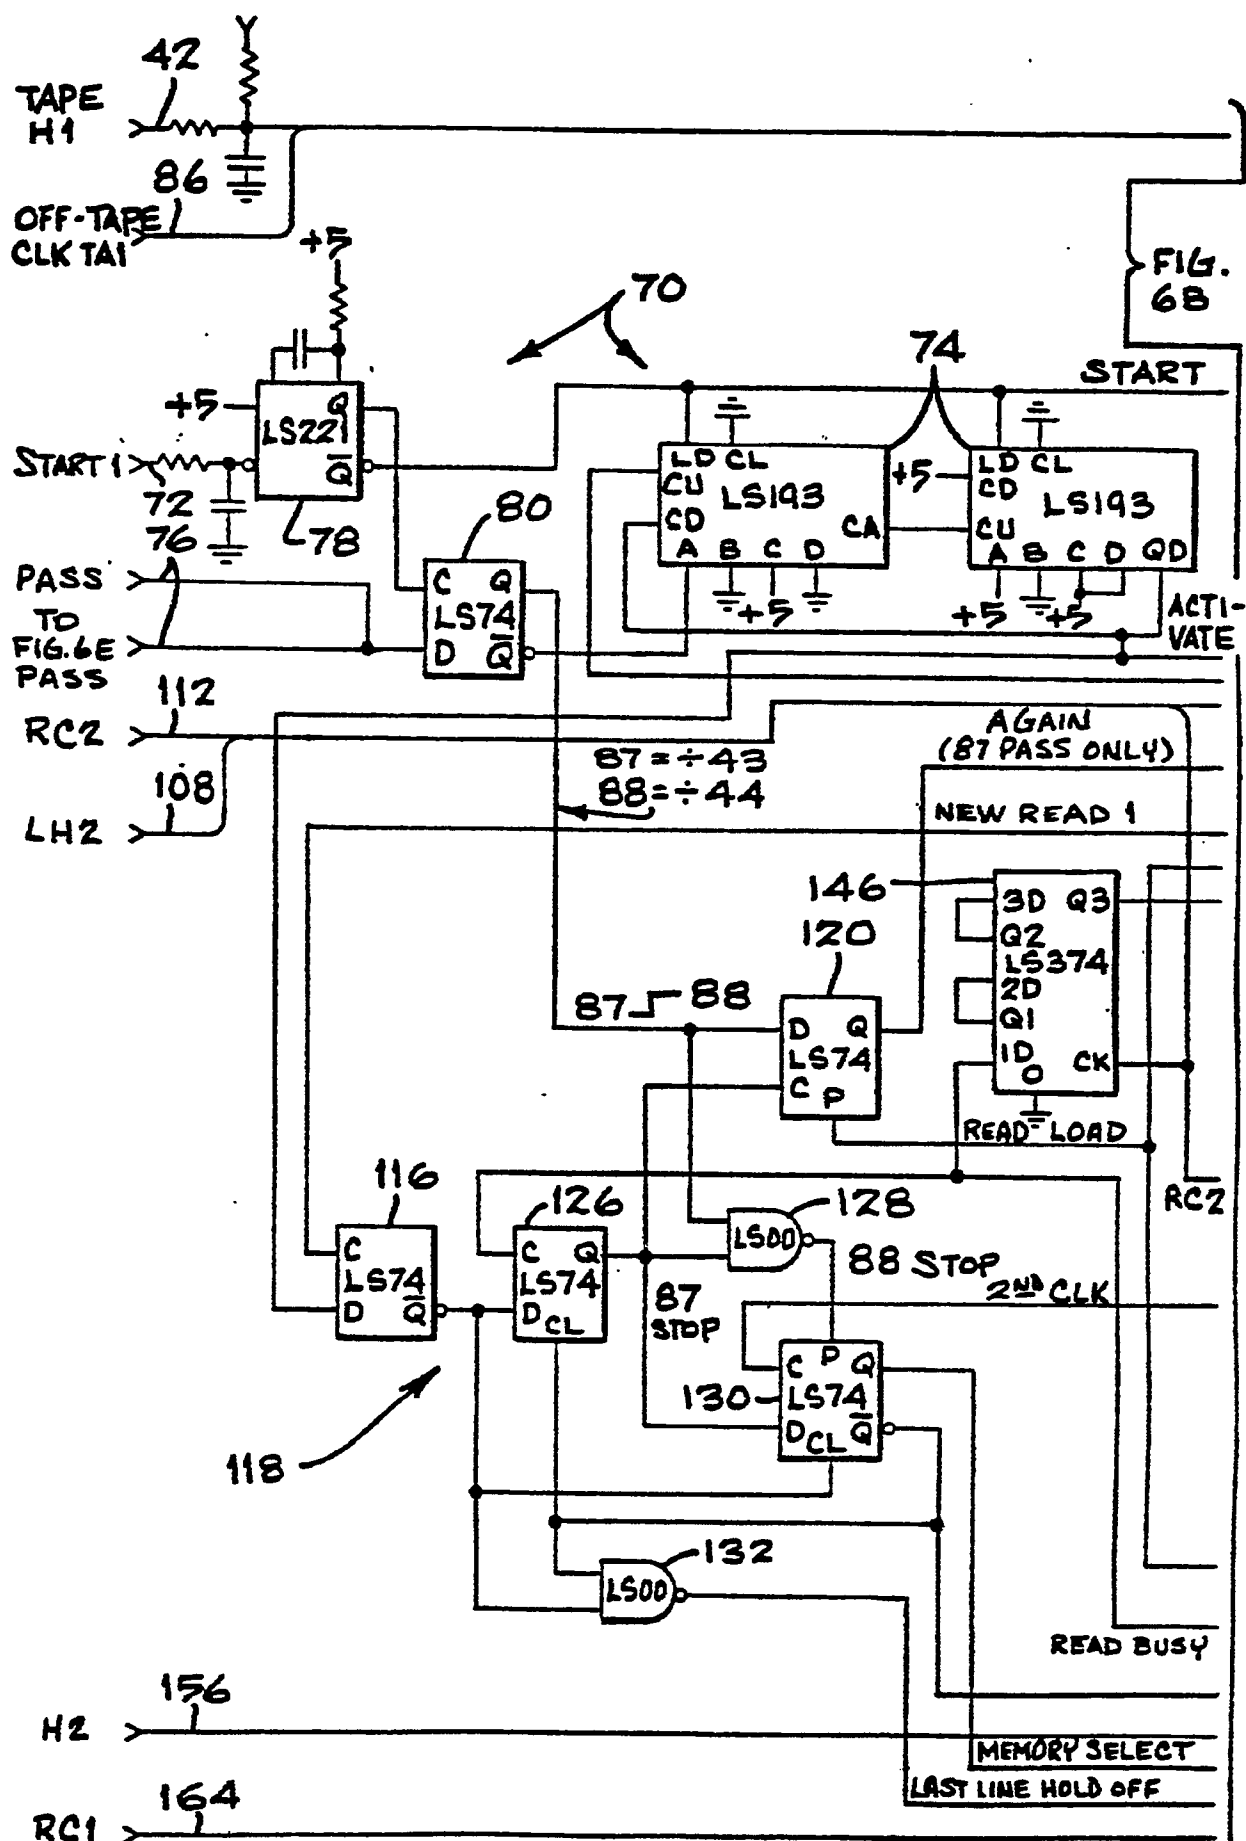 42
TAPE
H1
86
OFF-TAPE
CLK TA1
+5
70
FIG.
6B
74
START
+5
Q
LS221
Q
START 1
72
78
LD CL
CU
LS193
CD
CA
A B C D
+5
+5
LD CL
CD
LS193
CU
A B C D QD
+5
+5
76
80
PASS
TO
FIG. 6E
PASS
C Q
LS74
D Q
ACTI-
VATE
112
RC2
108
LH2
87 = ÷43
88 = ÷44
AGAIN
(87 PASS ONLY)
NEW READ 1
146
3D Q3
Q2
LS374
2D
Q1
1D
O
CK
120
87 88
D Q
LS74
C P
READ LOAD
RC2
116
C
LS74
D Q
126
C Q
LS74
D CL
128
LS00
88 STOP
87
STOP
2ND CLK
C P Q
130 LS74
D CL Q
118
132
LS00
READ BUSY
156
H2
MEMORY SELECT
LAST LINE HOLD OFF
164
RC1